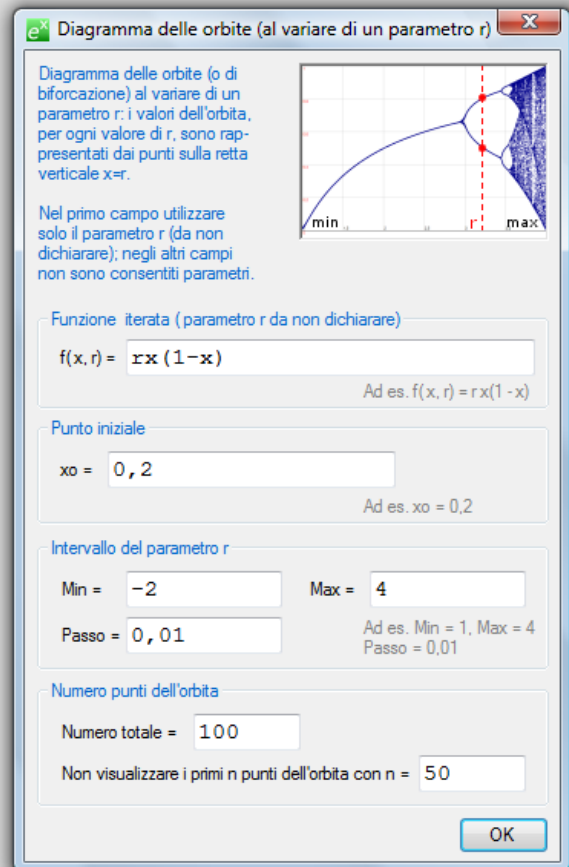 eˣ Diagramma delle orbite (al variare di un parametro r) X
Diagramma delle orbite (o di
biforcazione) al variare di un
parametro r: i valori dell'orbita,
per ogni valore di r, sono rap-
presentati dai punti sulla retta
verticale x=r.
Nel primo campo utilizzare
solo il parametro r (da non
dichiarare); negli altri campi
non sono consentiti parametri.
min r max
Funzione iterata ( parametro r da non dichiarare)
f(x, r) = rx(1-x)
Ad es. f(x, r) = r x(1 - x)
Punto iniziale
xo = 0,2
Ad es. xo = 0,2
Intervallo del parametro r
Min = -2 Max = 4
Passo = 0,01
Ad es. Min = 1, Max = 4
Passo = 0,01
Numero punti dell'orbita
Numero totale = 100
Non visualizzare i primi n punti dell'orbita con n = 50
OK